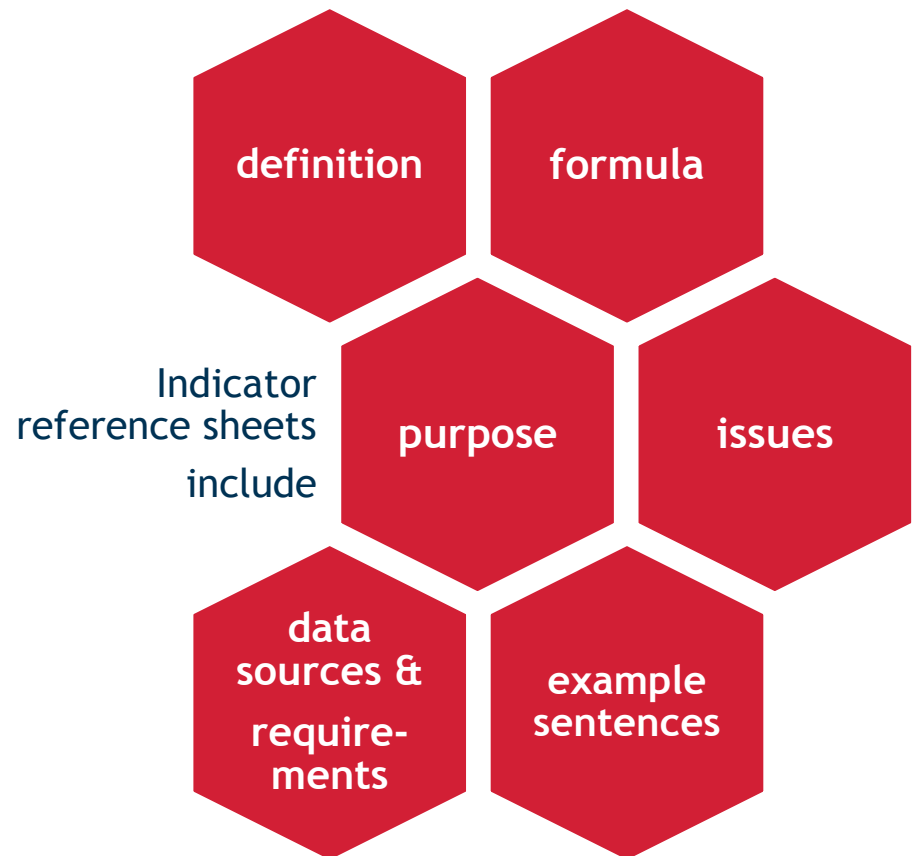 definition
formula
Indicator
reference sheets
include
purpose
issues
data
sources &
require-
ments
example
sentences